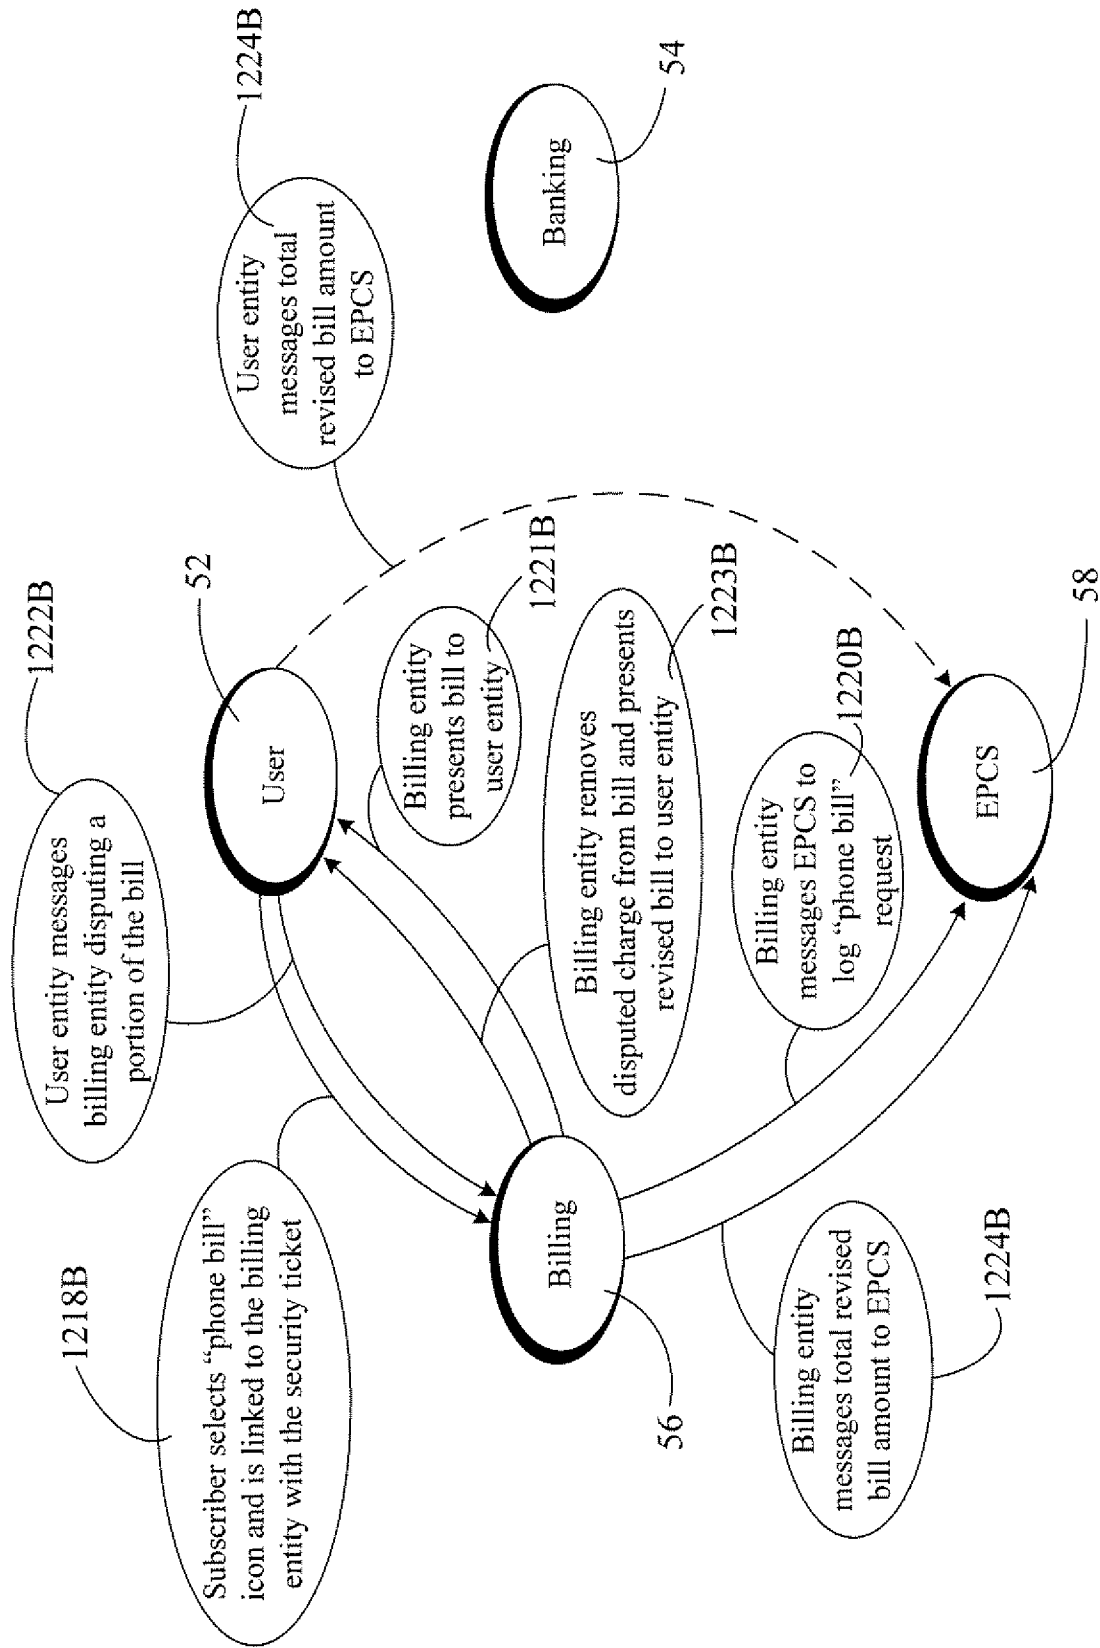 1218B
Subscriber selects “phone bill”
icon and is linked to the billing
entity with the security ticket
1222B
User entity messages
billing entity disputing a
portion of the bill
52
User
1224B
User entity
messages total
revised bill amount
to EPCS
Billing entity
presents bill to
user entity
1221B
Banking
54
Billing
56
Billing entity removes
disputed charge from bill and presents
revised bill to user entity
1223B
Billing entity
messages EPCS to
log “phone bill”
request
1220B
Billing entity
messages total revised
bill amount to EPCS
1224B
EPCS
58